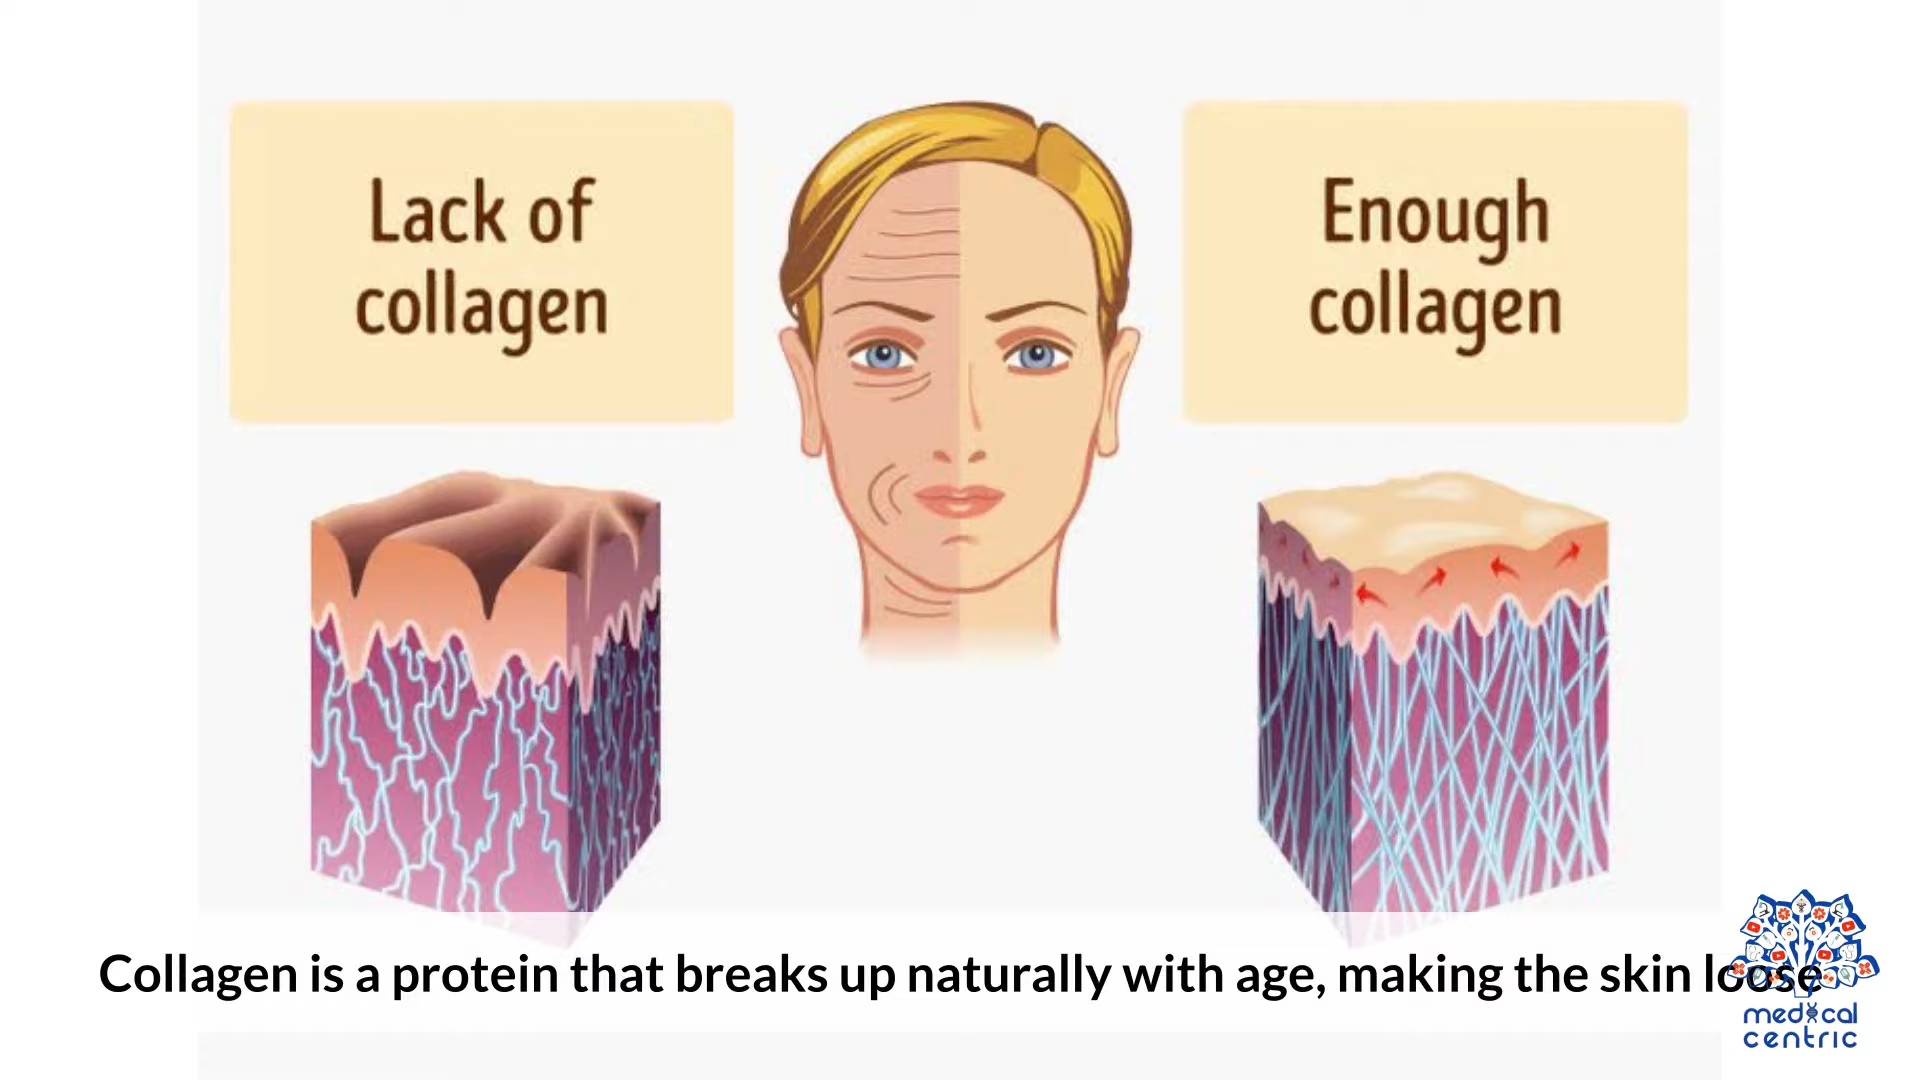 Lack of
collagen
Enough
collagen
Collagen is a protein that breaks up naturally with age, making the skin loose
medical
centric